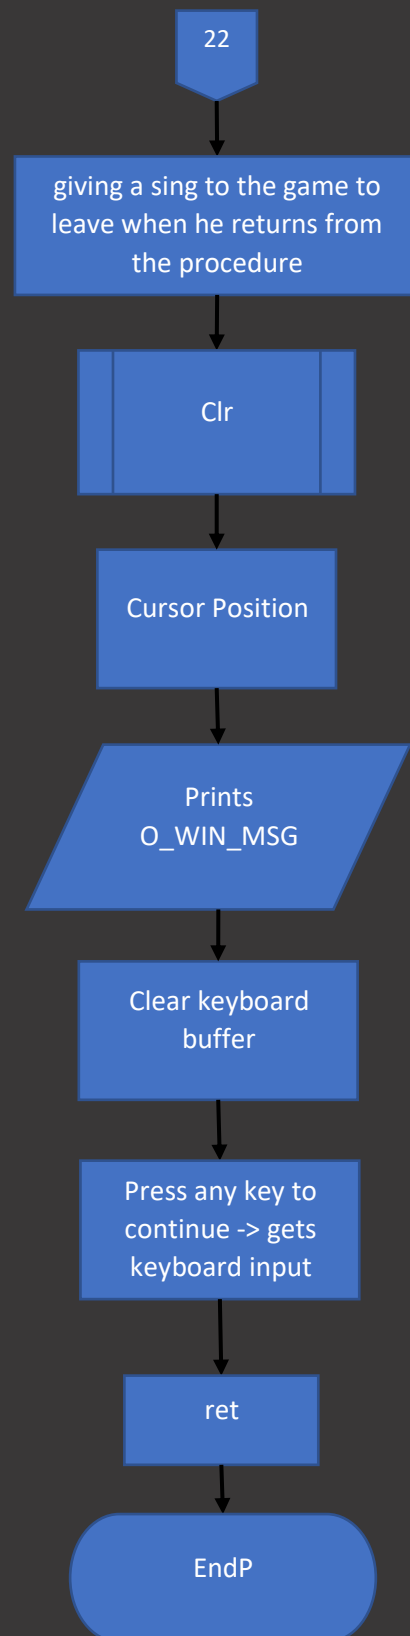 22
giving a sing to the game to
leave when he returns from
the procedure
Clr
Cursor Position
Prints
O_WIN_MSG
Clear keyboard
buffer
Press any key to
continue -> gets
keyboard input
ret
EndP